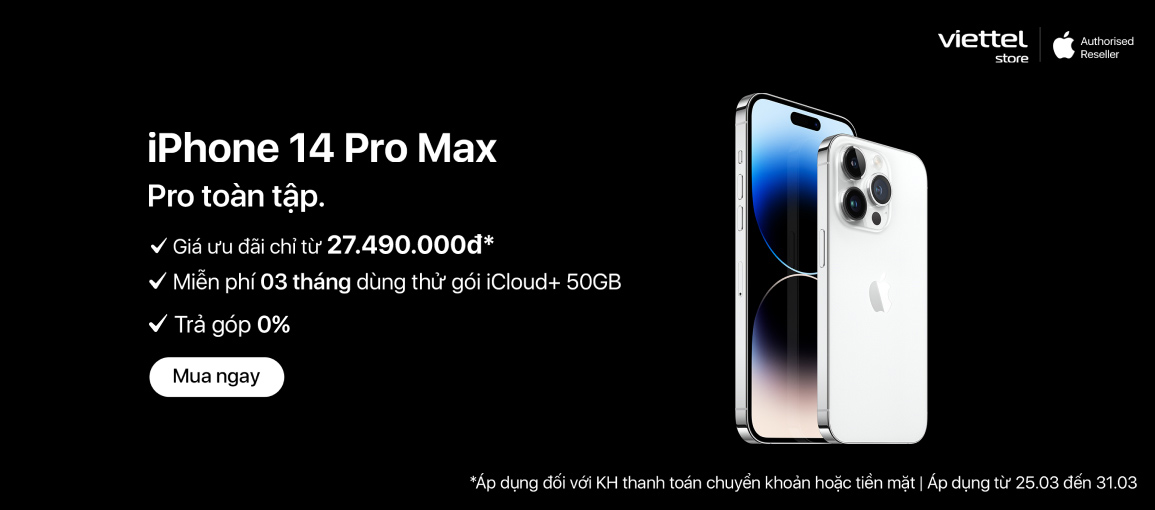 viettel
store
Authorised
Reseller
iPhone 14 Pro Max
Pro toàn tập.
Giá ưu đãi chỉ từ 27.490.000đ*
Miễn phí 03 tháng dùng thử gói iCloud+ 50GB
Trả góp 0%
Mua ngay
*Áp dụng đối với KH thanh toán chuyển khoản hoặc tiền mặt | Áp dụng từ 25.03 đến 31.03